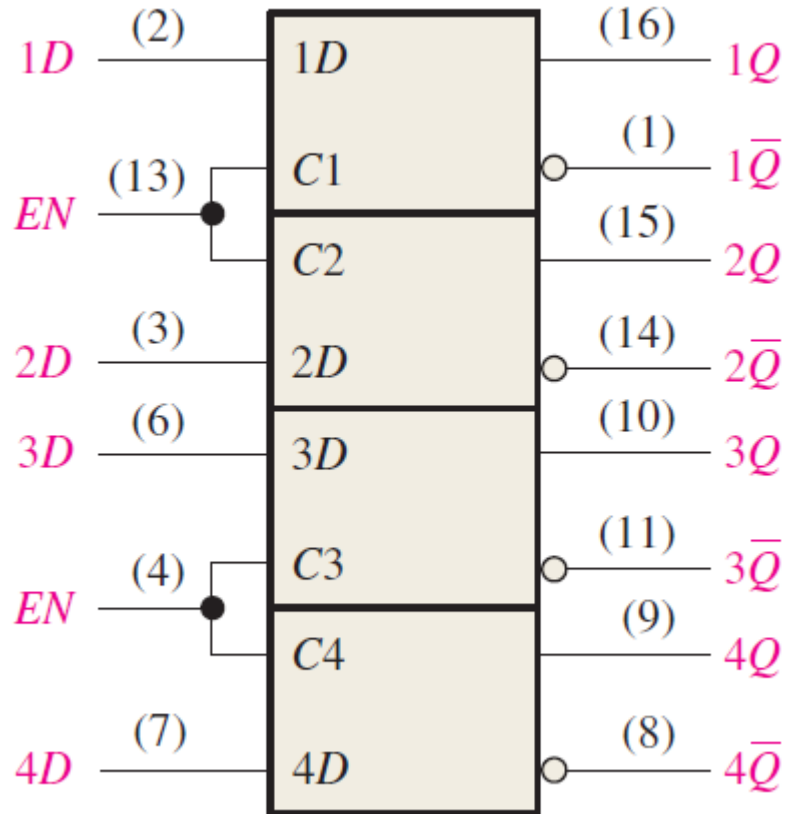 1D (2) 1D (16) 1Q
C1 (1) 1Q̅
EN (13)
C2 (15) 2Q
2D (3) 2D (14) 2Q̅
3D (6) 3D (10) 3Q
C3 (11) 3Q̅
EN (4)
C4 (9) 4Q
4D (7) 4D (8) 4Q̅